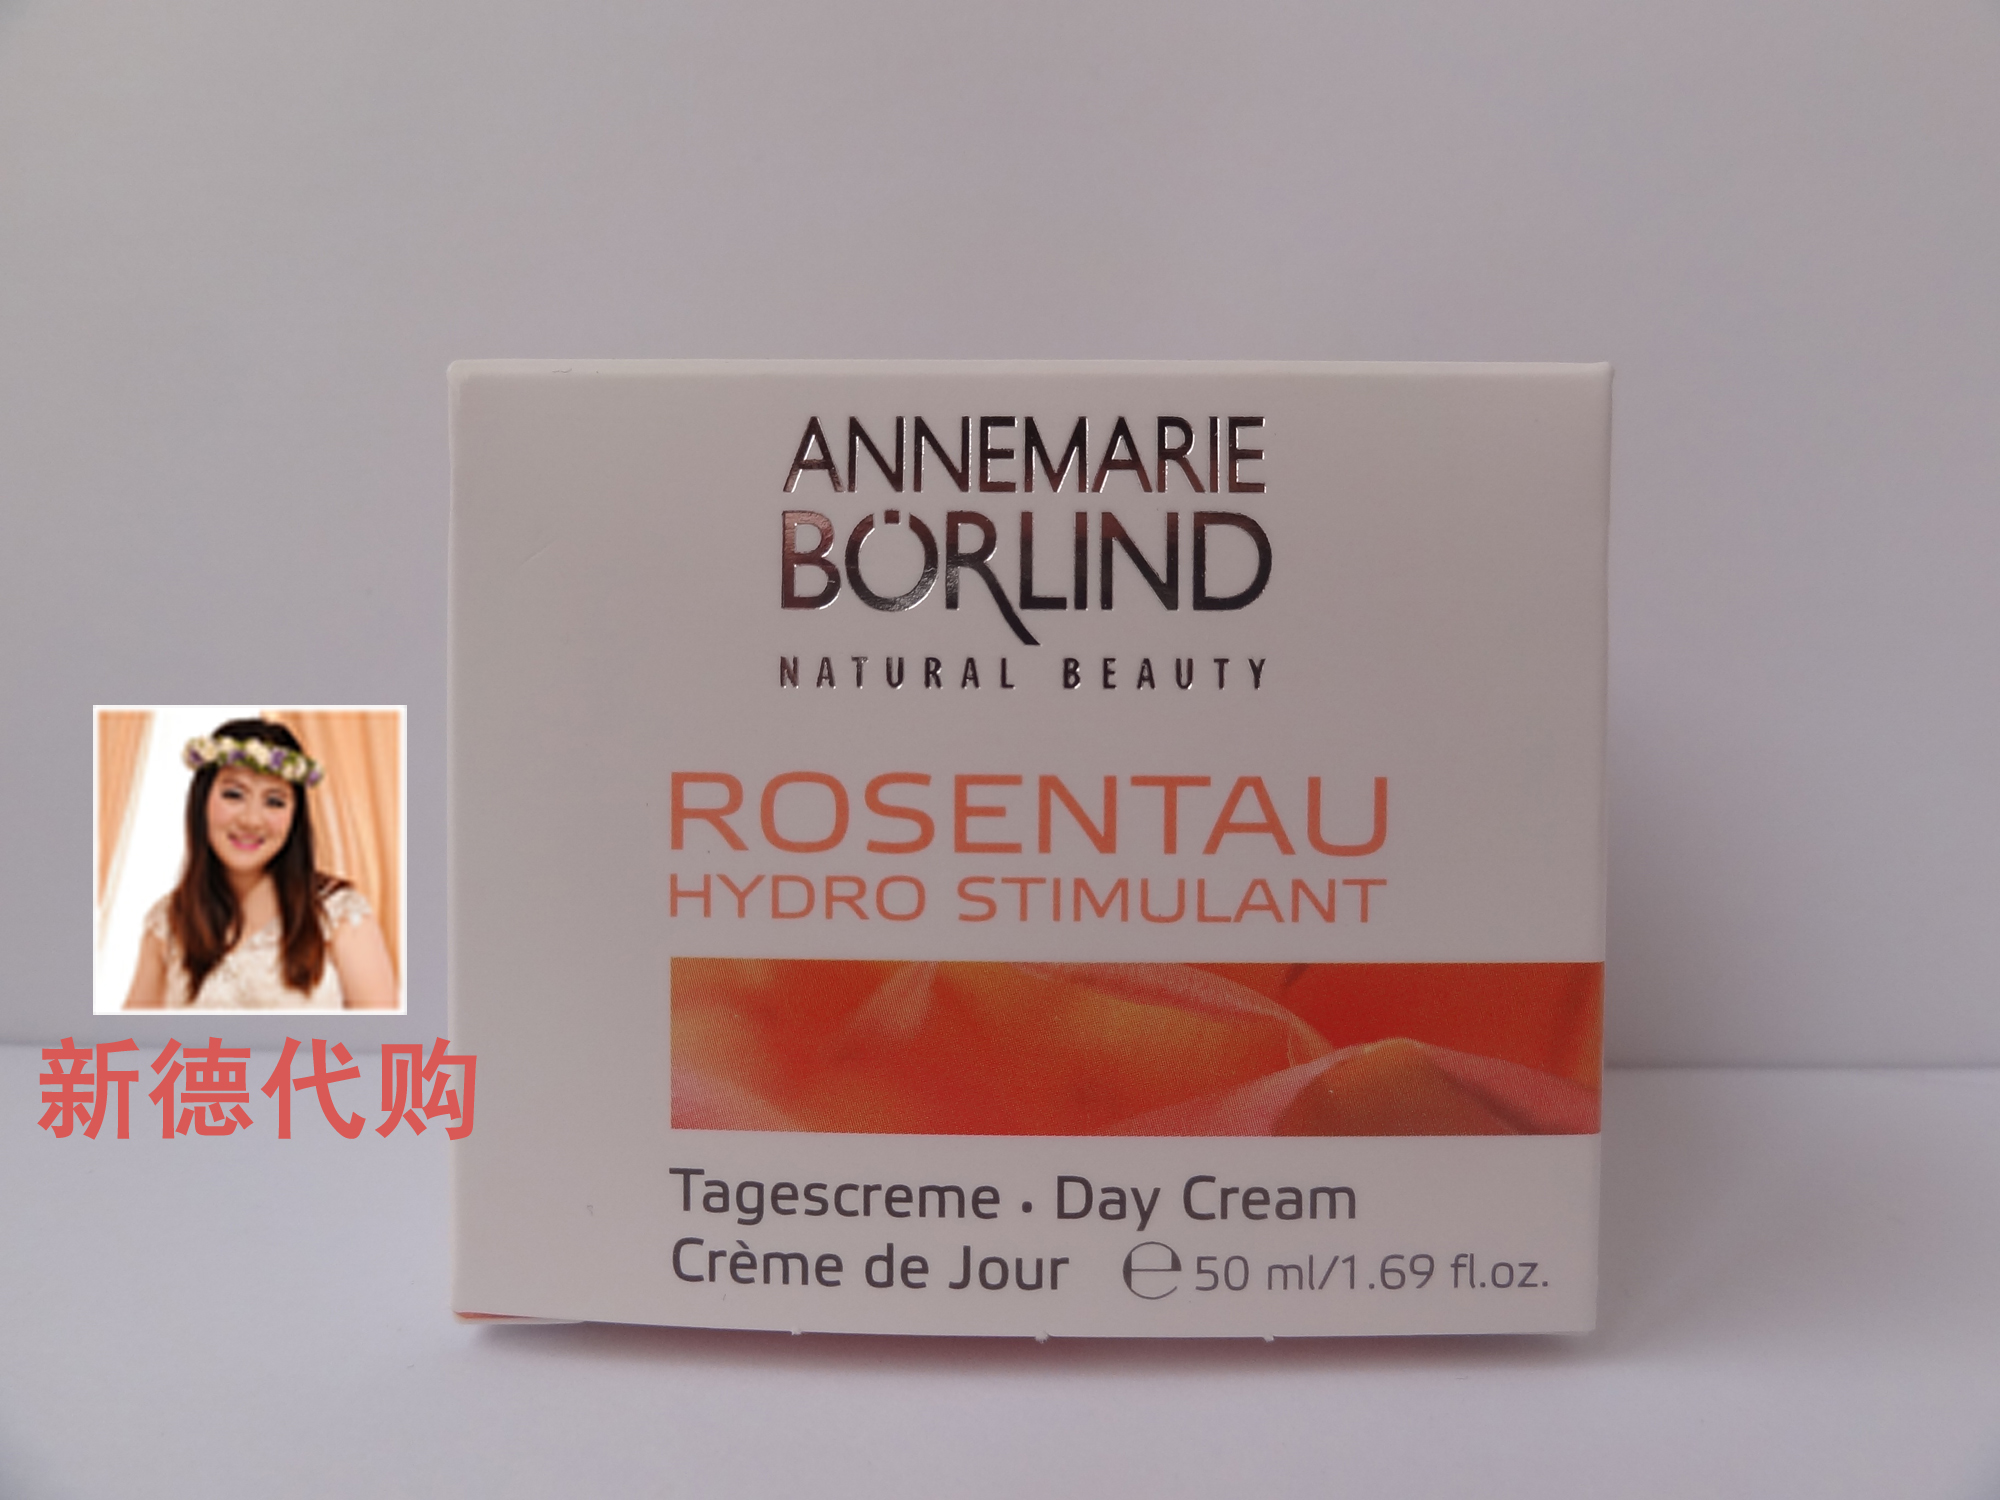 ANNEMARIE
BÖRLIND
NATURAL BEAUTY
ROSENTAU
HYDRO STIMULANT
新德代购
Tagescreme · Day Cream
Crème de Jour ℮ 50 ml/1.69 fl.oz.